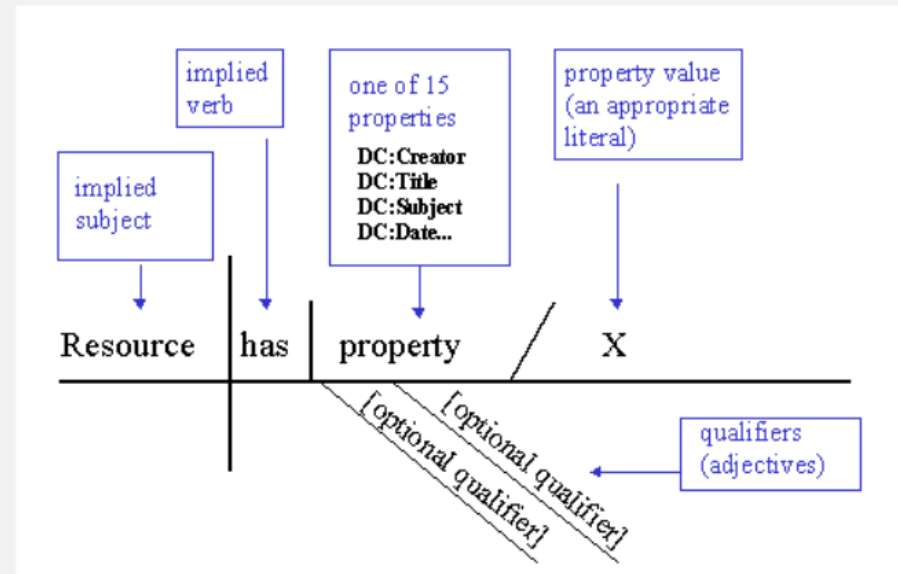 implied
verb
one of 15
properties
DC:Creator
DC:Title
DC:Subject
DC:Date...
property value
(an appropriate
literal)
implied
subject
Resource has property X
[optional qualifier]
[optional qualifier]
qualifiers
(adjectives)